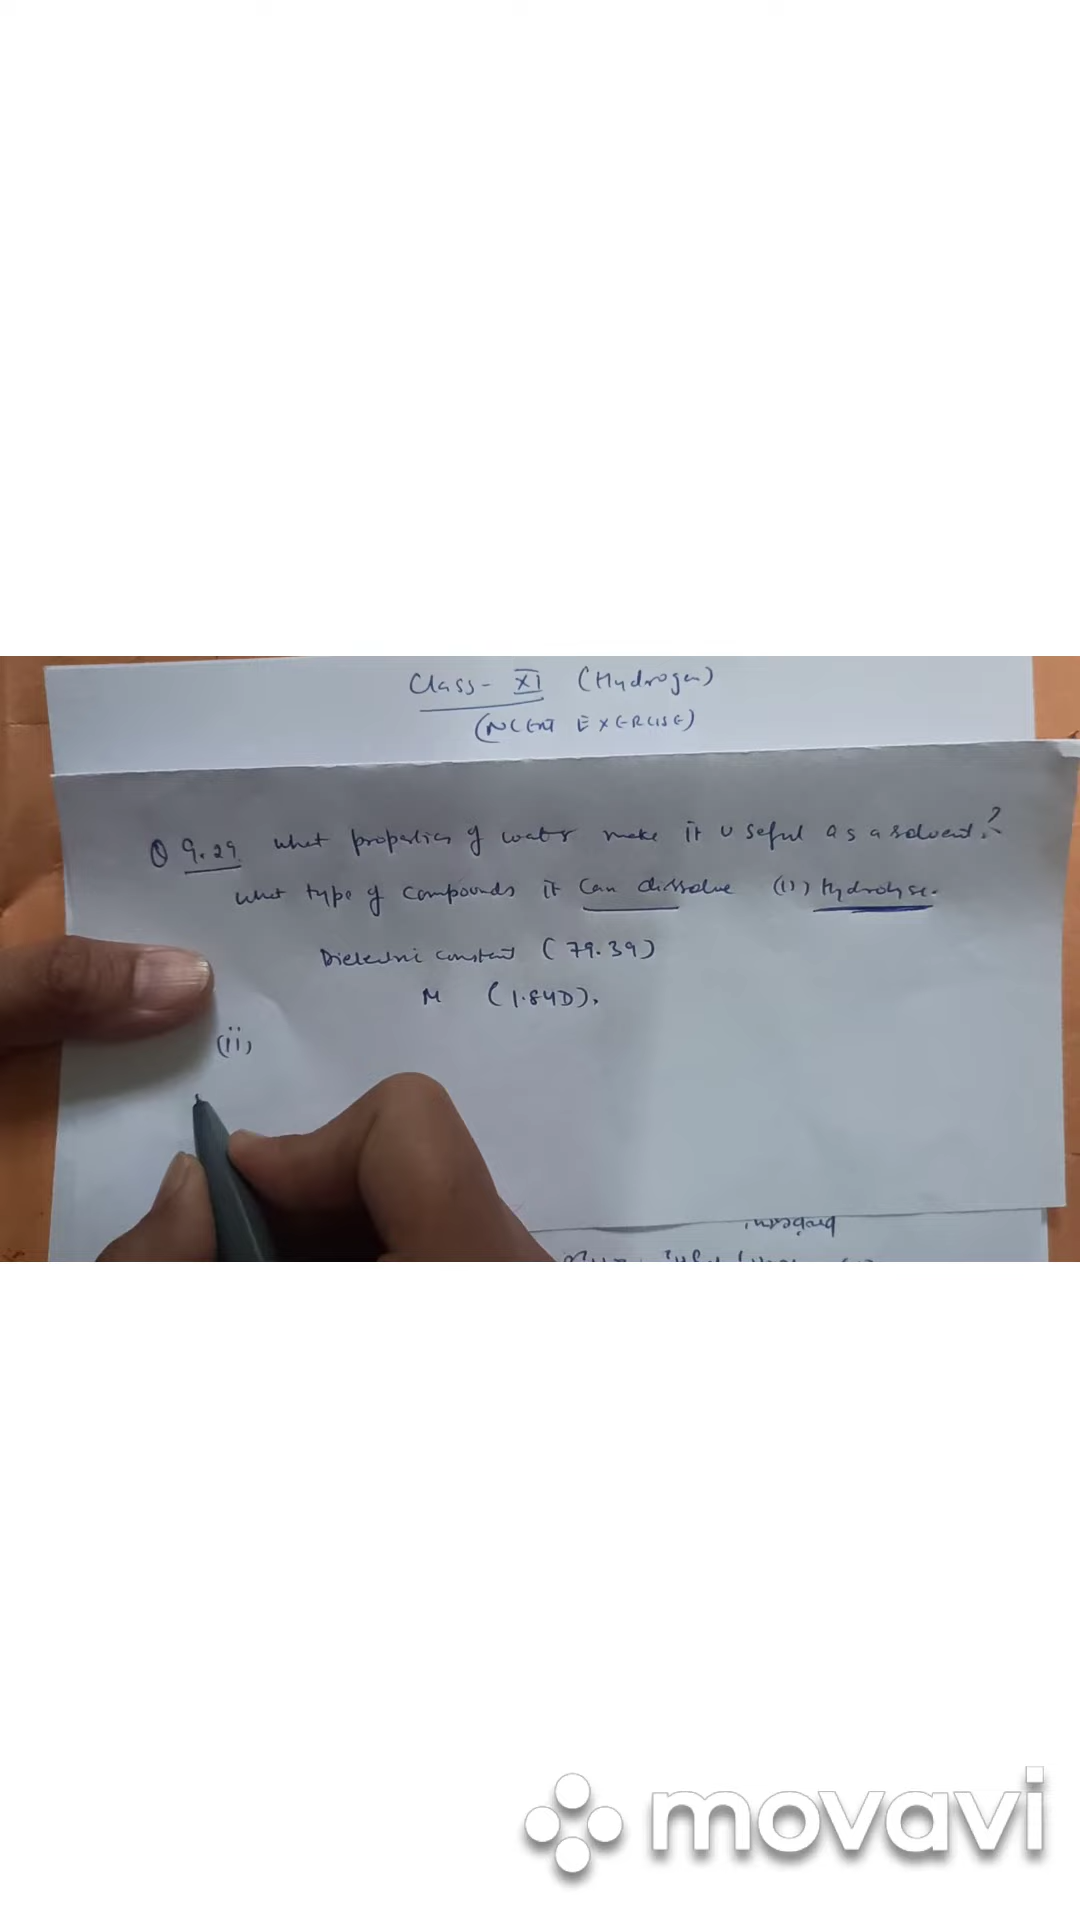 Class - XI (Hydrogen)
(NCERT EXERCISE)
Q 9.29. What properties of water make it useful as a solvent?
What type of compounds it can dissolve (ii) Hydrolyse.
Dielectric constant (79.39)
M (1.84D).
(ii)
movavi